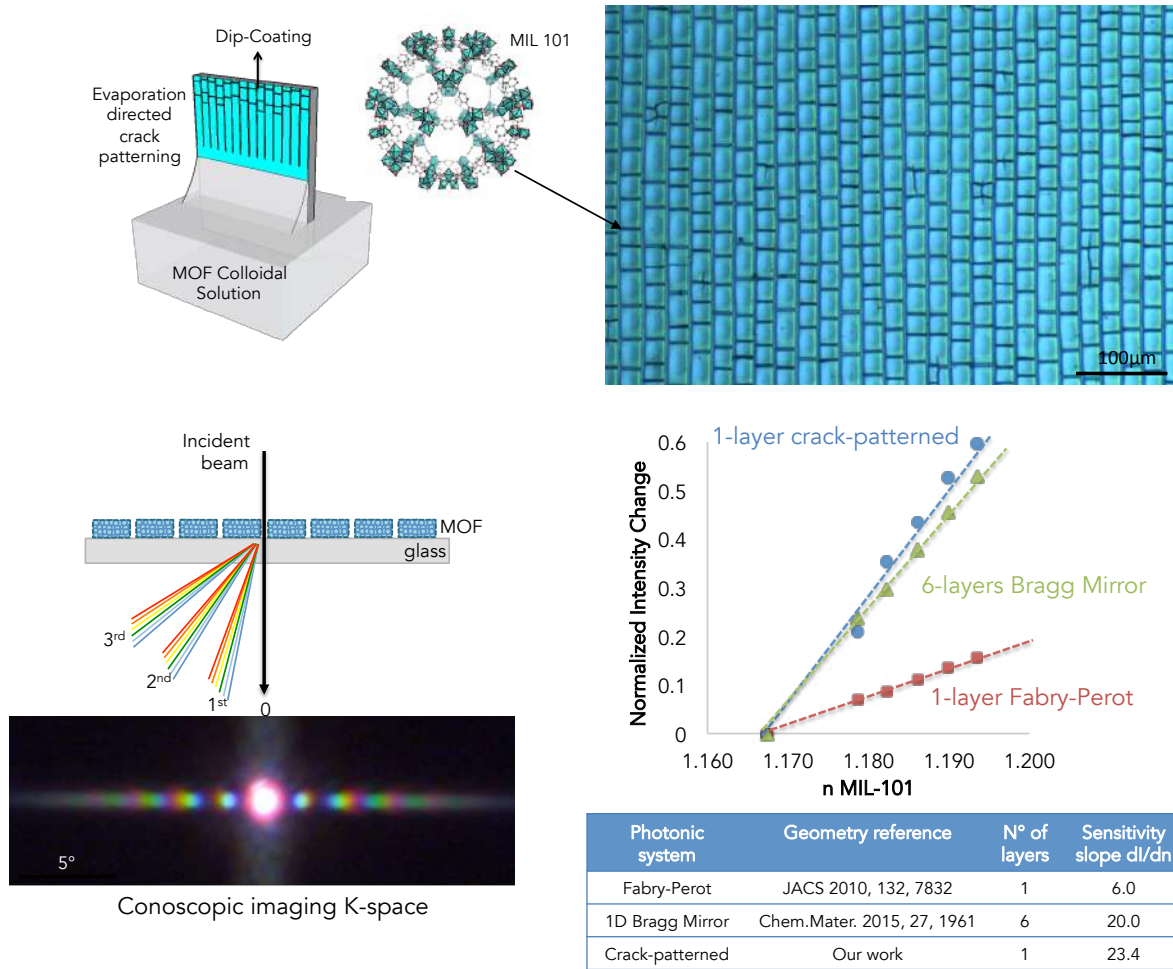 Dip-Coating
MIL 101
Evaporation
directed
crack
patterning
MOF Colloidal
Solution
100µm
Incident
beam
MOF
glass
3rd
2nd
1st
0
5°
Conoscopic imaging K-space
1-layer crack-patterned
6-layers Bragg Mirror
1-layer Fabry-Perot
Normalized Intensity Change
0.6
0.5
0.4
0.3
0.2
0.1
0
1.160 1.170 1.180 1.190 1.200
n MIL-101
Photonic system Geometry reference N° of layers Sensitivity slope dI/dn
Fabry-Perot JACS 2010, 132, 7832 1 6.0
1D Bragg Mirror Chem.Mater. 2015, 27, 1961 6 20.0
Crack-patterned Our work 1 23.4